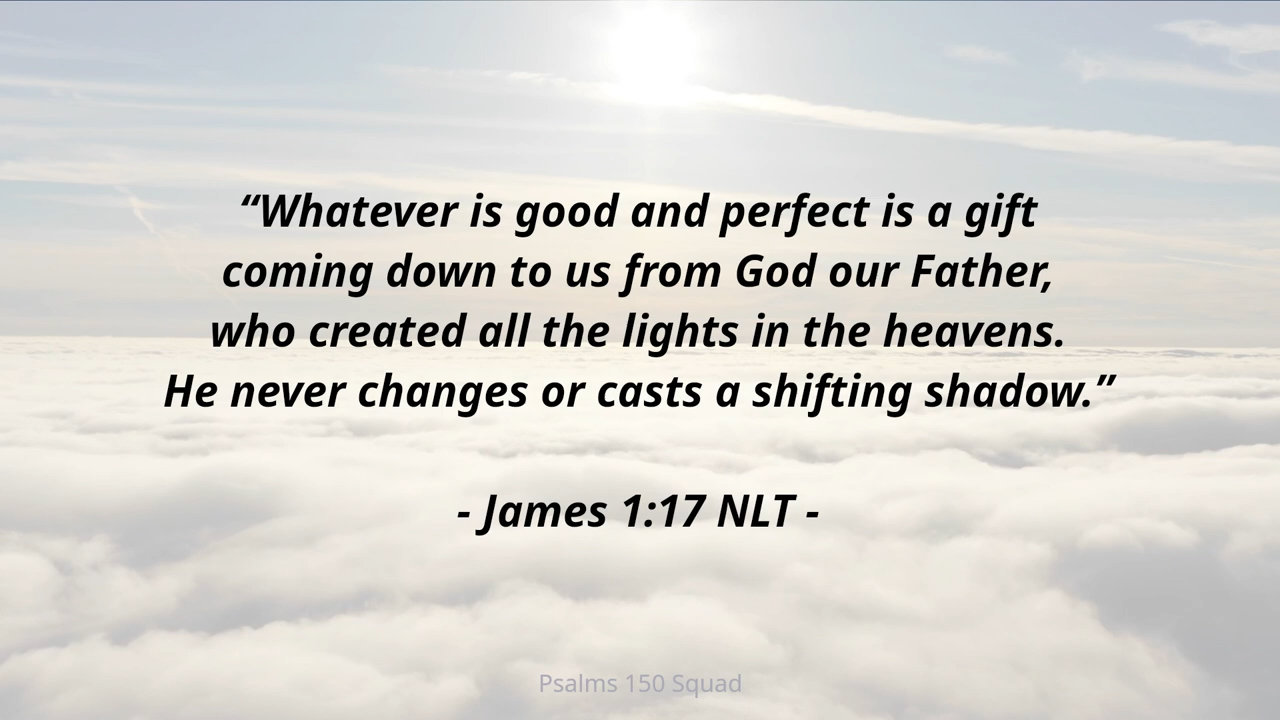 “Whatever is good and perfect is a gift
coming down to us from God our Father,
who created all the lights in the heavens.
He never changes or casts a shifting shadow.”
- James 1:17 NLT -
Psalms 150 Squad